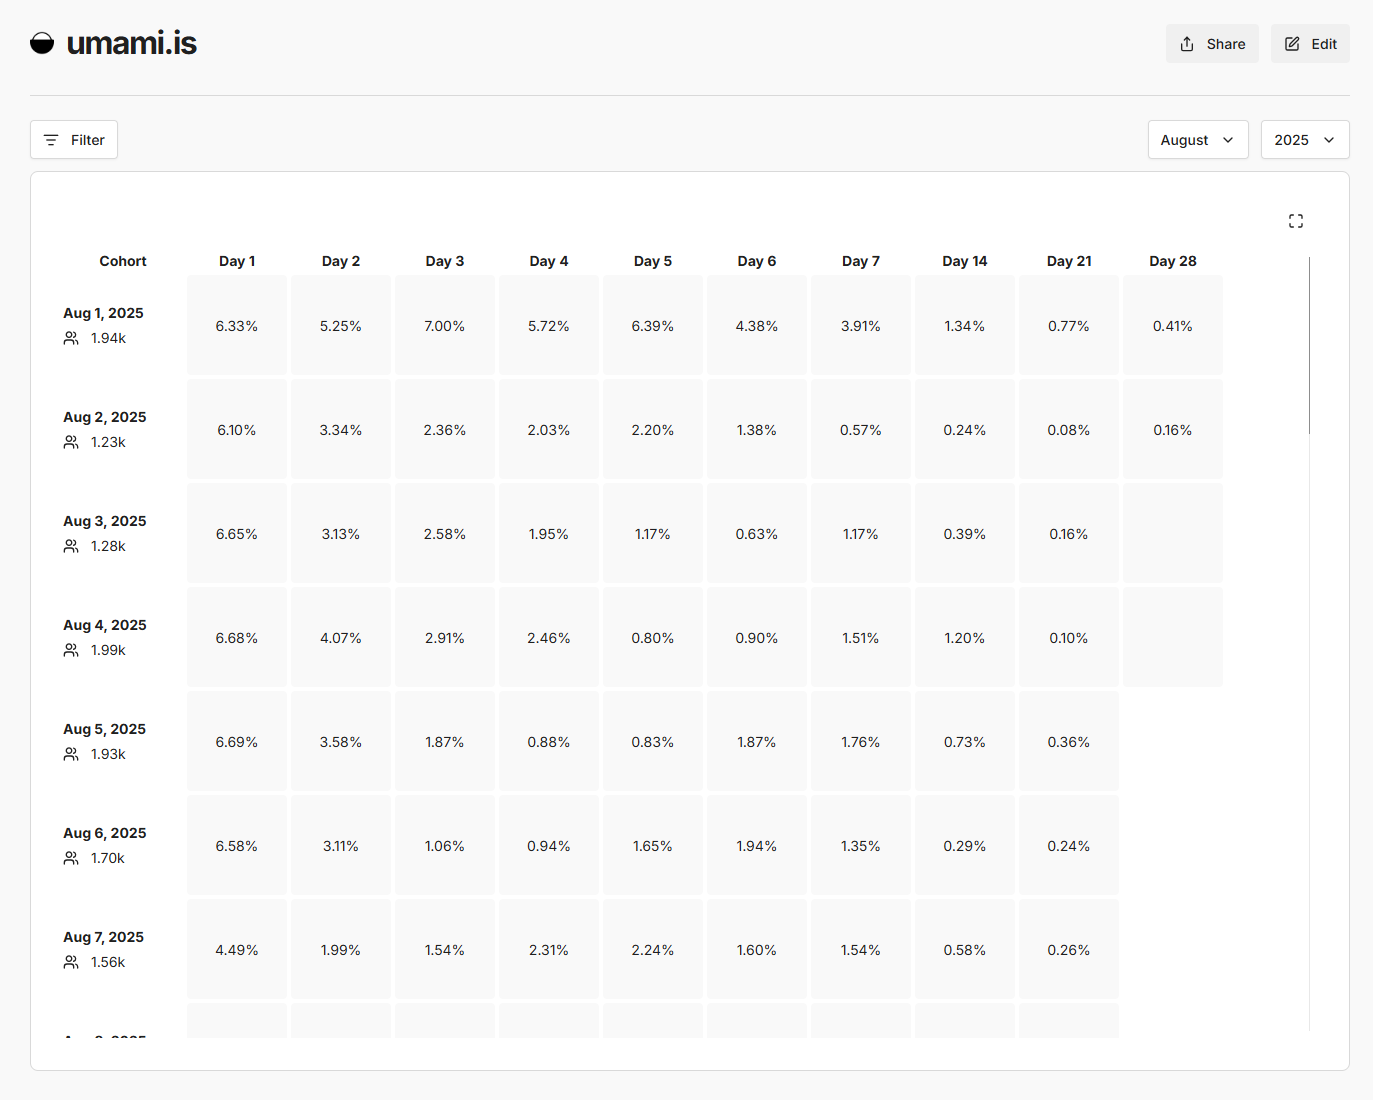 umami.is
Share
Edit
Filter
August
2025
Cohort Day 1 Day 2 Day 3 Day 4 Day 5 Day 6 Day 7 Day 14 Day 21 Day 28
Aug 1, 2025
1.94k
6.33% 5.25% 7.00% 5.72% 6.39% 4.38% 3.91% 1.34% 0.77% 0.41%
Aug 2, 2025
1.23k
6.10% 3.34% 2.36% 2.03% 2.20% 1.38% 0.57% 0.24% 0.08% 0.16%
Aug 3, 2025
1.28k
6.65% 3.13% 2.58% 1.95% 1.17% 0.63% 1.17% 0.39% 0.16%
Aug 4, 2025
1.99k
6.68% 4.07% 2.91% 2.46% 0.80% 0.90% 1.51% 1.20% 0.10%
Aug 5, 2025
1.93k
6.69% 3.58% 1.87% 0.88% 0.83% 1.87% 1.76% 0.73% 0.36%
Aug 6, 2025
1.70k
6.58% 3.11% 1.06% 0.94% 1.65% 1.94% 1.35% 0.29% 0.24%
Aug 7, 2025
1.56k
4.49% 1.99% 1.54% 2.31% 2.24% 1.60% 1.54% 0.58% 0.26%